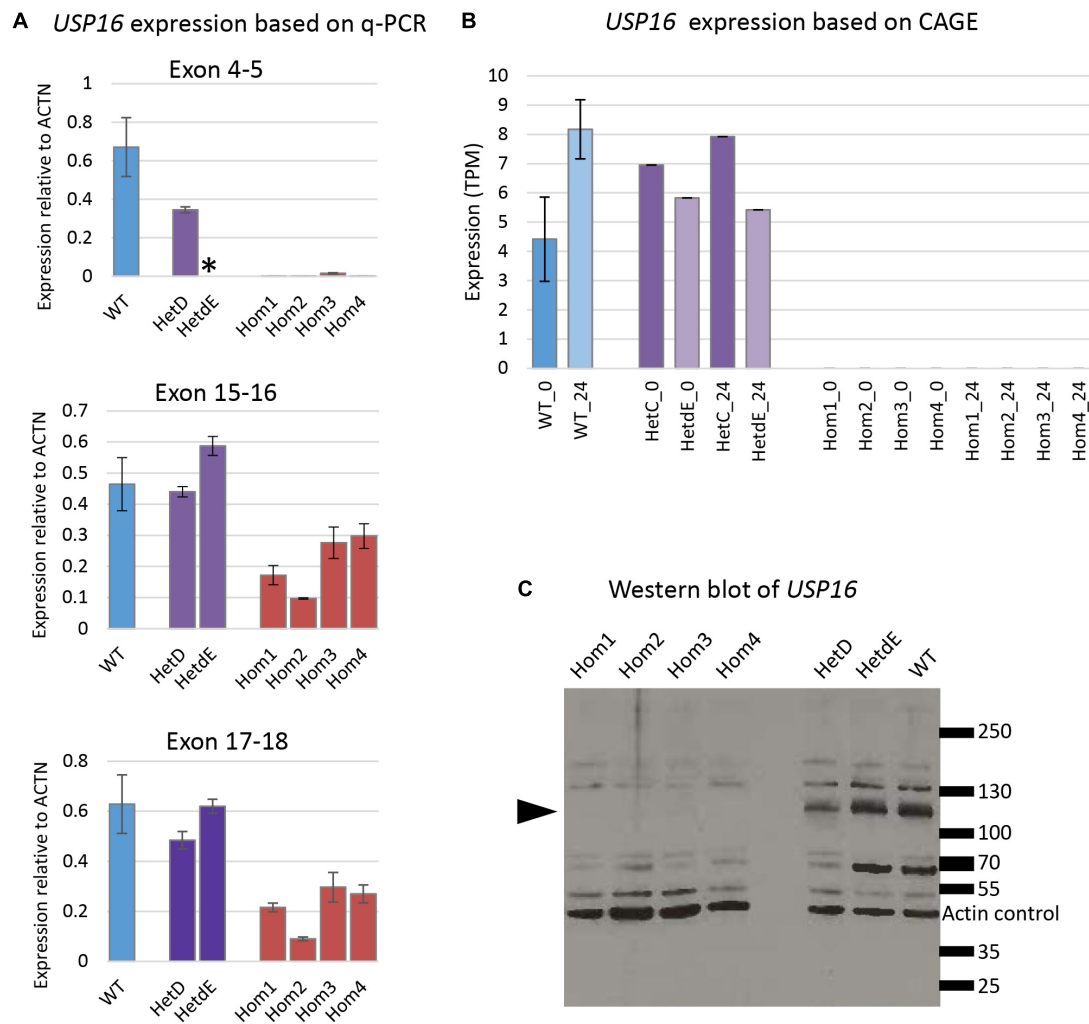 A USP16 expression based on q-PCR
Exon 4-5
Expression relative to ACTN
1
0.8
0.6
0.4
0.2
0
*
WT
HetD
HetdE
Hom1
Hom2
Hom3
Hom4
Exon 15-16
Expression relative to ACTN
0.7
0.6
0.5
0.4
0.3
0.2
0.1
0
WT
HetD
HetdE
Hom1
Hom2
Hom3
Hom4
Exon 17-18
Expression relative to ACTN
0.8
0.6
0.4
0.2
0
WT
HetD
HetdE
Hom1
Hom2
Hom3
Hom4
B USP16 expression based on CAGE
Expression (TPM)
10
9
8
7
6
5
4
3
2
1
0
WT_0
WT_24
HetC_0
HetdE_0
HetC_24
HetdE_24
Hom1_0
Hom2_0
Hom3_0
Hom4_0
Hom1_24
Hom2_24
Hom3_24
Hom4_24
C Western blot of USP16
Hom1
Hom2
Hom3
Hom4
HetD
HetdE
WT
250
130
100
70
55
Actin control
35
25